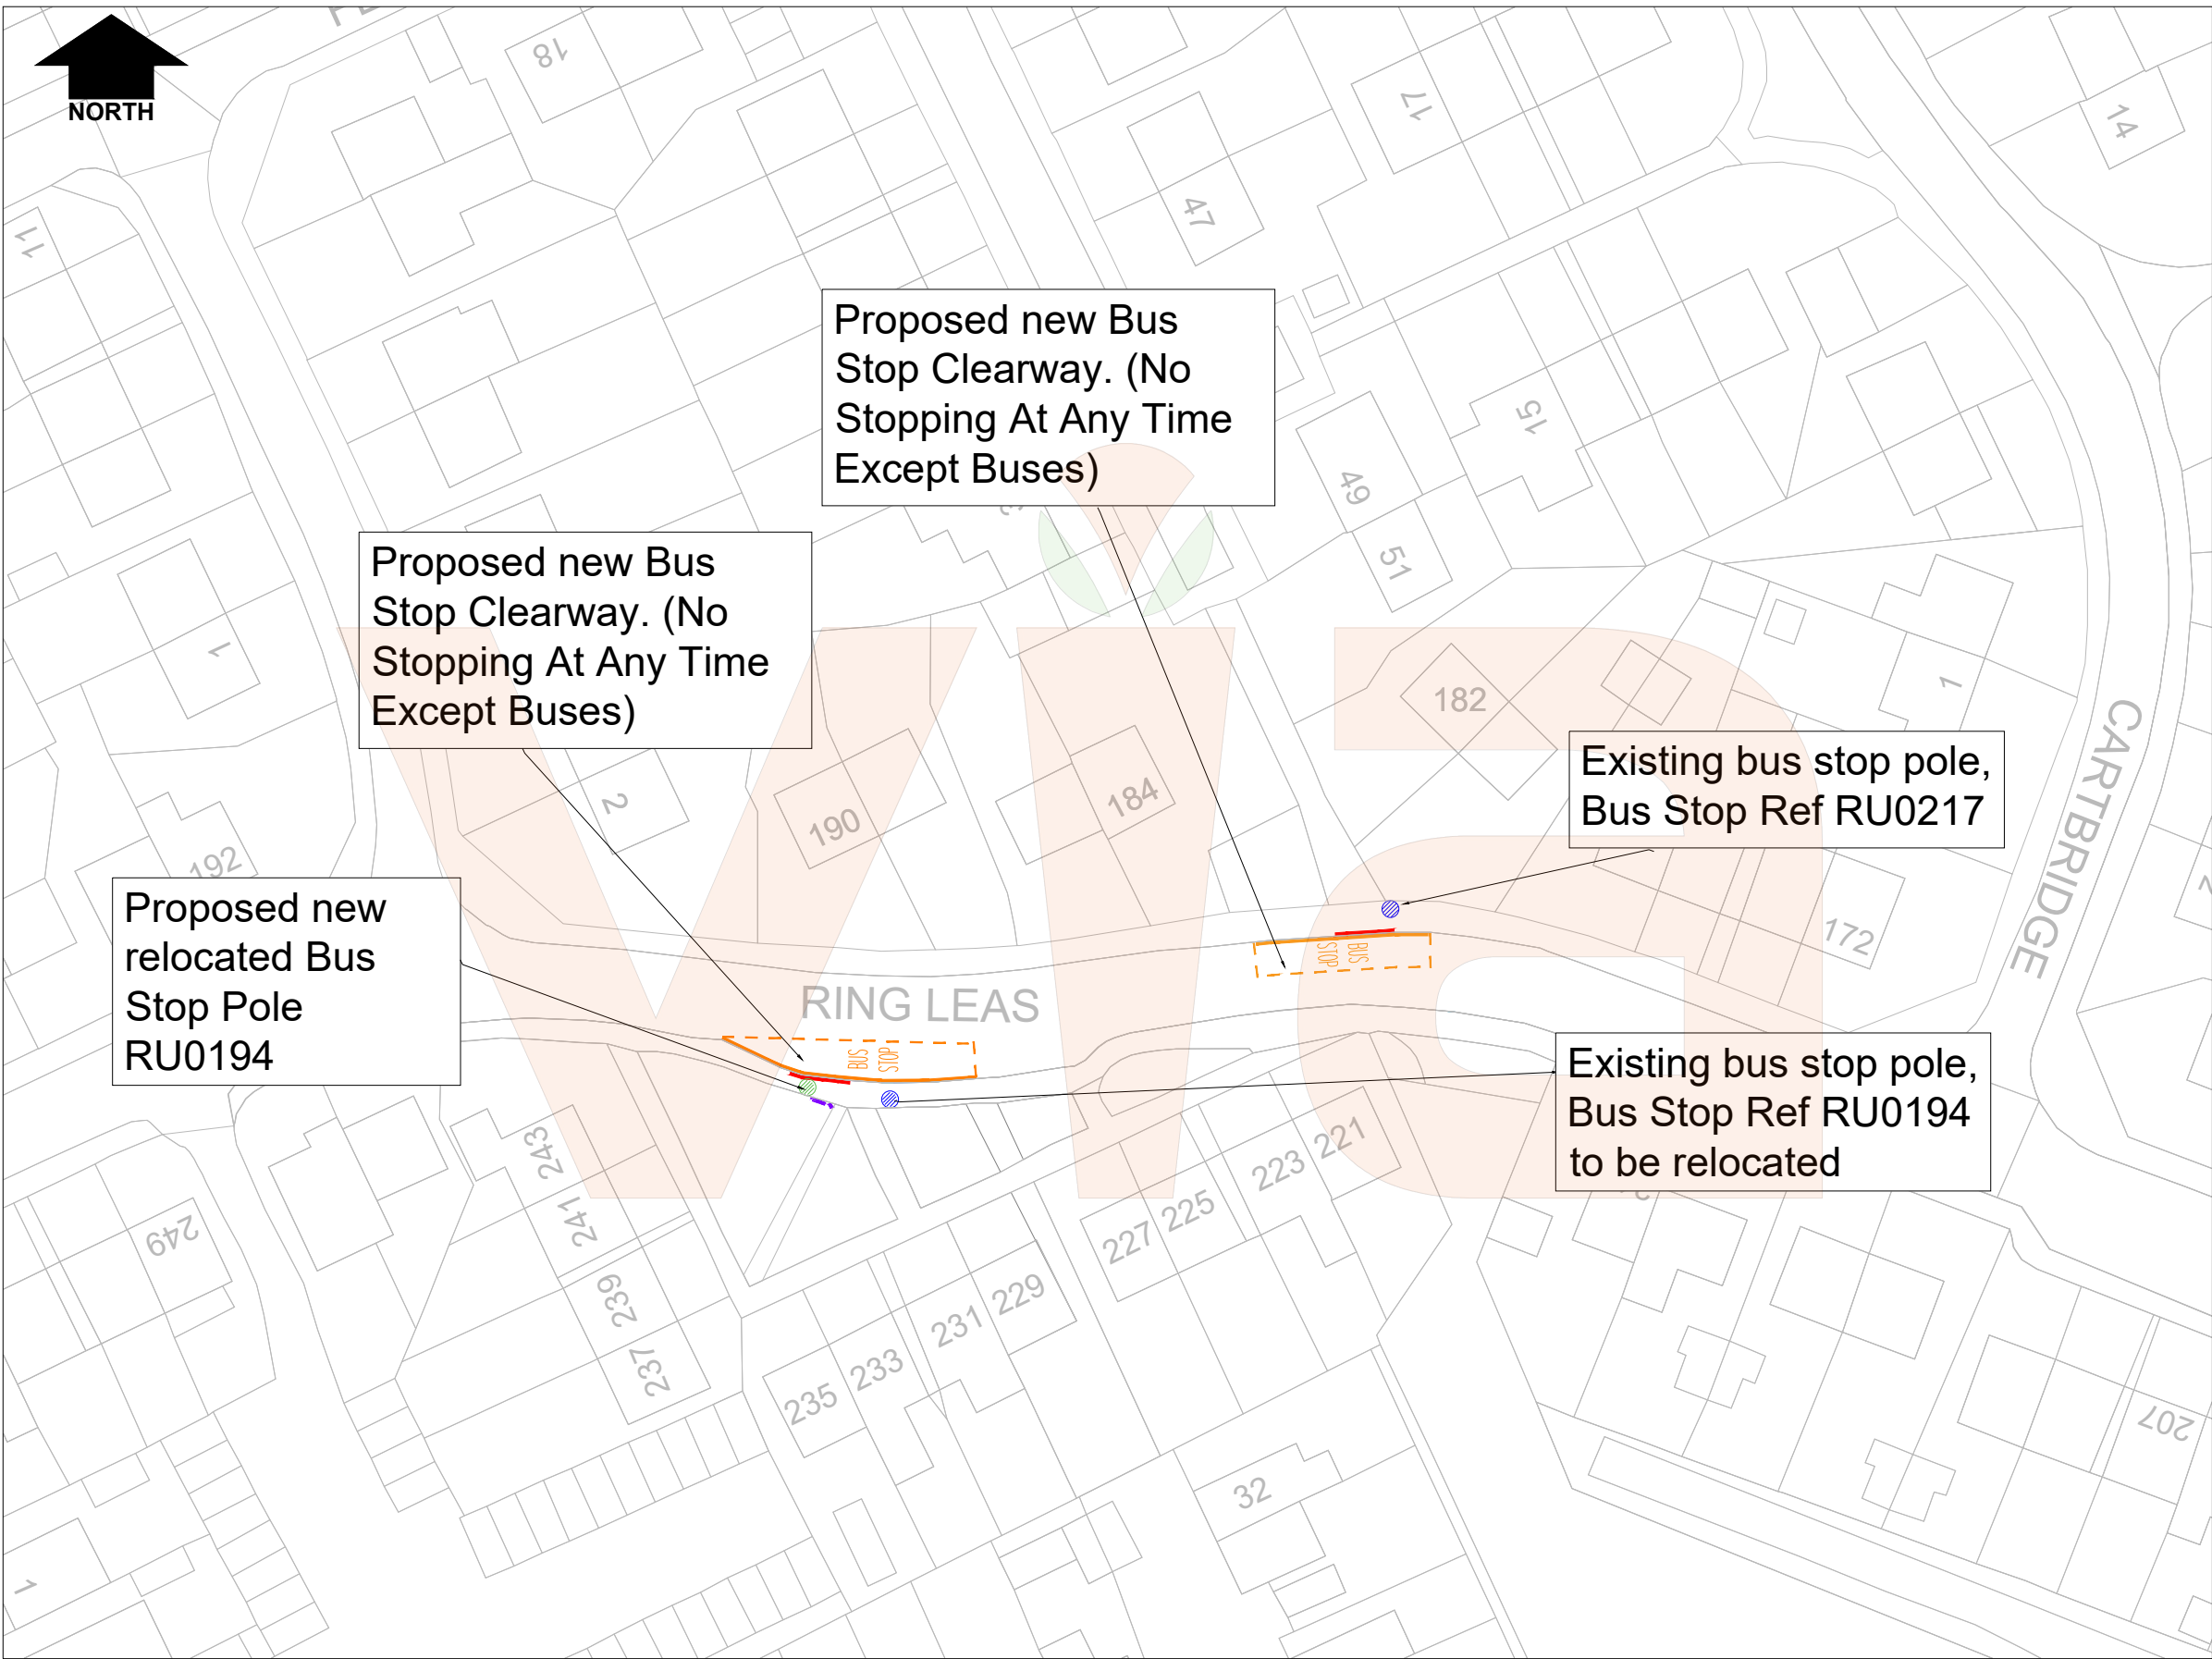 NORTH
18
17
14
11
47
Proposed new Bus
Stop Clearway. (No
Stopping At Any Time
Except Buses)
15
49
51
Proposed new Bus
Stop Clearway. (No
Stopping At Any Time
Except Buses)
1
2
190
184
182
1
CARTBRIDGE
Existing bus stop pole,
Bus Stop Ref RU0217
192
172
Proposed new
relocated Bus
Stop Pole
RU0194
RING LEAS
BUS
STOP
BUS
STOP
Existing bus stop pole,
Bus Stop Ref RU0194
to be relocated
via
243
241
239
237
249
221
223
225
227
229
231
233
235
207
32
1